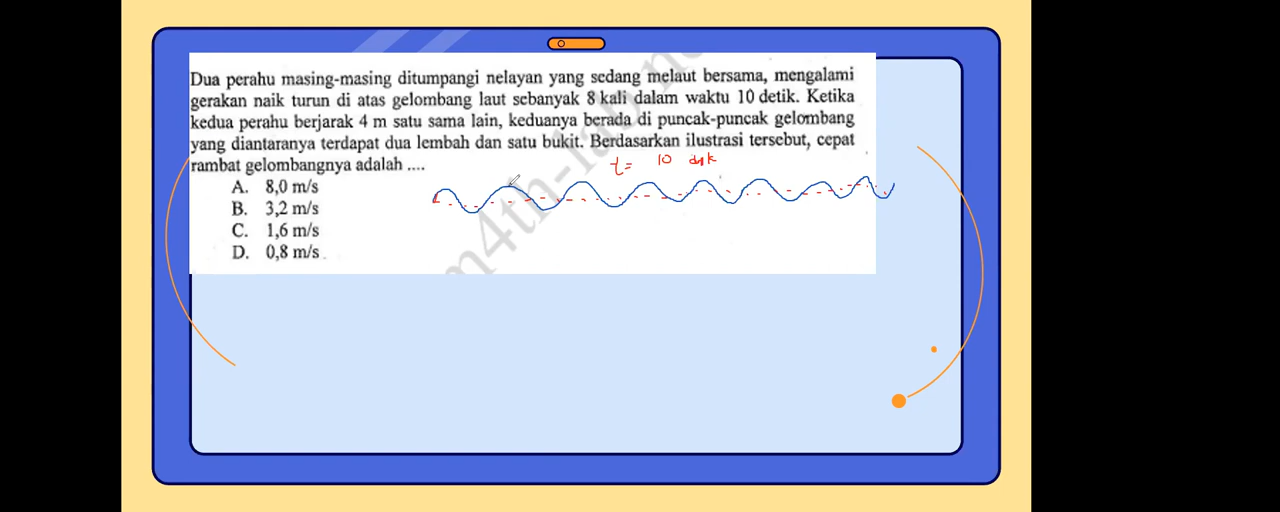 Dua perahu masing-masing ditumpangi nelayan yang sedang melaut bersama, mengalami
gerakan naik turun di atas gelombang laut sebanyak 8 kali dalam waktu 10 detik. Ketika
kedua perahu berjarak 4 m satu sama lain, keduanya berada di puncak-puncak gelombang
yang diantaranya terdapat dua lembah dan satu bukit. Berdasarkan ilustrasi tersebut, cepat
rambat gelombangnya adalah ....
t = 10
A. 8,0 m/s
B. 3,2 m/s
C. 1,6 m/s
D. 0,8 m/s